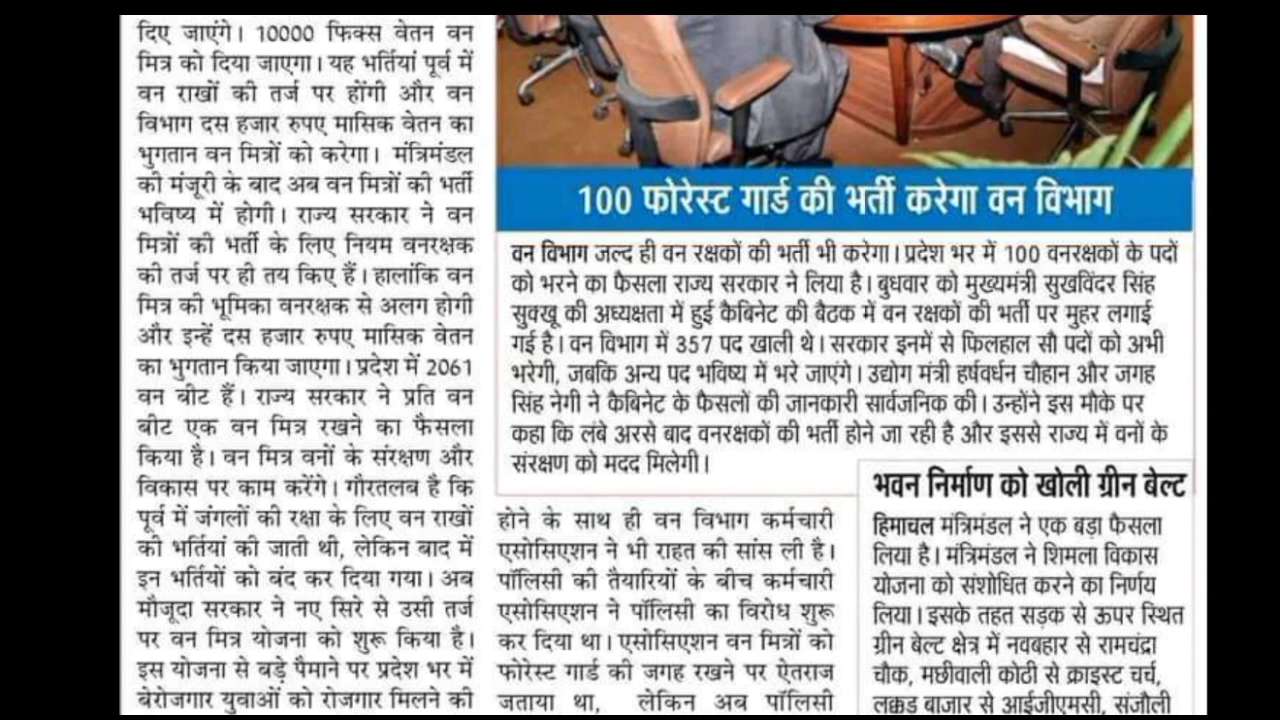 दिए जाएंगे। 10000 फिक्स वेतन वन
मित्र को दिया जाएगा। यह भर्तियां पूर्व में
वन राखों की तर्ज पर होंगी और वन
विभाग दस हजार रुपए मासिक वेतन का
भुगतान वन मित्रों को करेगा। मंत्रिमंडल
की मंजूरी के बाद अब वन मित्रों की भर्ती
भविष्य में होगी। राज्य सरकार ने वन
मित्रों की भर्ती के लिए नियम वनरक्षक
की तर्ज पर ही तय किए हैं। हालांकि वन
मित्र की भूमिका वनरक्षक से अलग होगी
और इन्हें दस हजार रुपए मासिक वेतन
का भुगतान किया जाएगा। प्रदेश में 2061
वन बीट हैं। राज्य सरकार ने प्रति वन
बीट एक वन मित्र रखने का फैसला
किया है। वन मित्र वनों के संरक्षण और
विकास पर काम करेंगे। गौरतलब है कि
पूर्व में जंगलों की रक्षा के लिए वन राखों
की भर्तियां की जाती थी, लेकिन बाद में
इन भर्तियों को बंद कर दिया गया। अब
मौजूदा सरकार ने नए सिरे से उसी तर्ज
पर वन मित्र योजना को शुरू किया है।
इस योजना से बड़े पैमाने पर प्रदेश भर में
बेरोजगार युवाओं को रोजगार मिलने की
100 फोरेस्ट गार्ड की भर्ती करेगा वन विभाग
वन विभाग जल्द ही वन रक्षकों की भर्ती भी करेगा। प्रदेश भर में 100 वनरक्षकों के पदों
को भरने का फैसला राज्य सरकार ने लिया है। बुधवार को मुख्यमंत्री सुखविंदर सिंह
सुक्खू की अध्यक्षता में हुई कैबिनेट की बैठक में वन रक्षकों की भर्ती पर मुहर लगाई
गई है। वन विभाग में 357 पद खाली थे। सरकार इनमें से फिलहाल सौ पदों को अभी
भरेगी, जबकि अन्य पद भविष्य में भरे जाएंगे। उद्योग मंत्री हर्षवर्धन चौहान और जगह
सिंह नेगी ने कैबिनेट के फैसलों की जानकारी सार्वजनिक की। उन्होंने इस मौके पर
कहा कि लंबे अरसे बाद वनरक्षकों की भर्ती होने जा रही है और इससे राज्य में वनों के
संरक्षण को मदद मिलेगी।
होने के साथ ही वन विभाग कर्मचारी
एसोसिएशन ने भी राहत की सांस ली है।
पॉलिसी की तैयारियों के बीच कर्मचारी
एसोसिएशन ने पॉलिसी का विरोध शुरू
कर दिया था। एसोसिएशन वन मित्रों को
फोरेस्ट गार्ड की जगह रखने पर ऐतराज
जताया था, लेकिन अब पॉलिसी
भवन निर्माण को खोली ग्रीन बेल्ट
हिमाचल मंत्रिमंडल ने एक बड़ा फैसला
लिया है। मंत्रिमंडल ने शिमला विकास
योजना को संशोधित करने का निर्णय
लिया। इसके तहत सड़क से ऊपर स्थित
ग्रीन बेल्ट क्षेत्र में नवबहार से रामचंद्रा
चौक, मछीवाली कोठी से क्राइस्ट चर्च,
लक्कड़ बाजार से आईजीएमसी, संजौली